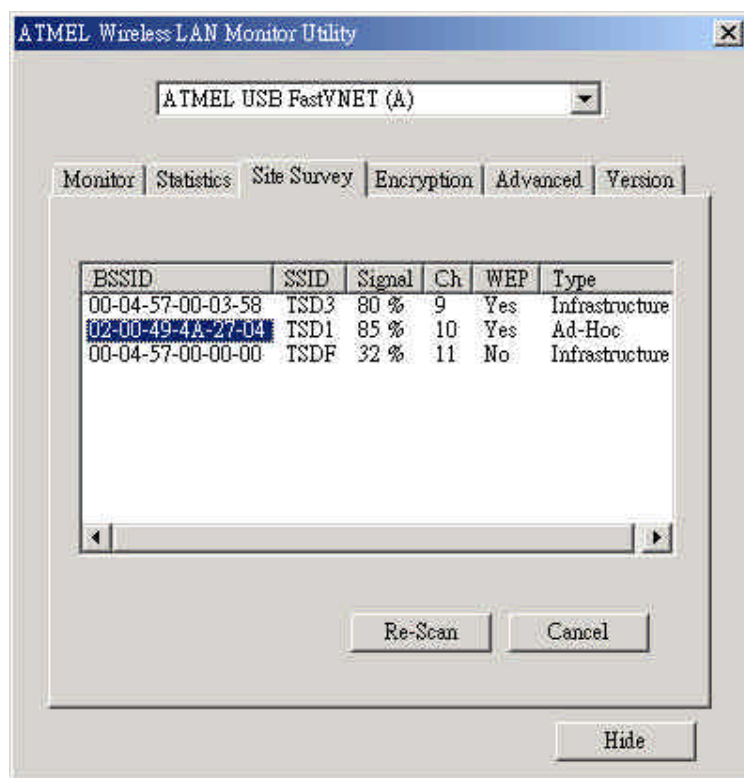 ATMEL Wireless LAN Monitor Utility
ATMEL USB FastVNET (A)
Monitor Statistics Site Survey Encryption Advanced Version
BSSID SSID Signal Ch WEP Type
00-04-57-00-03-58 TSD3 80 % 9 Yes Infrastructure
02-00-49-4A-27-04 TSD1 85 % 10 Yes Ad-Hoc
00-04-57-00-00-00 TSDF 32 % 11 No Infrastructure
Re-Scan Cancel
Hide